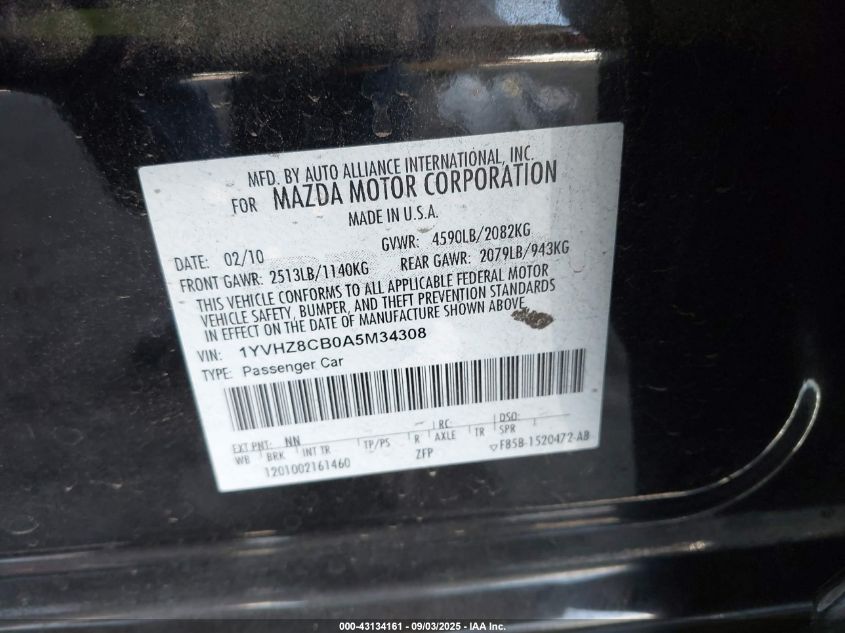 MFD. BY AUTO ALLIANCE INTERNATIONAL, INC.
FOR MAZDA MOTOR CORPORATION
MADE IN U.S.A.
DATE: 02/10 GVWR: 4590LB/2082KG
FRONT GAWR: 2513LB/1140KG REAR GAWR: 2079LB/943KG
THIS VEHICLE CONFORMS TO ALL APPLICABLE FEDERAL MOTOR
VEHICLE SAFETY, BUMPER, AND THEFT PREVENTION STANDARDS
IN EFFECT ON THE DATE OF MANUFACTURE SHOWN ABOVE
VIN: 1YVHZ8CB0A5M34308
TYPE: Passenger Car
EXT PNT: NN RC: DSO:
WB BRK INT TR TP/PS R AXLE TR SPR
1201002161460 ZFP F85B-1520472-AB
000-43134161 - 09/03/2025 - IAA Inc.